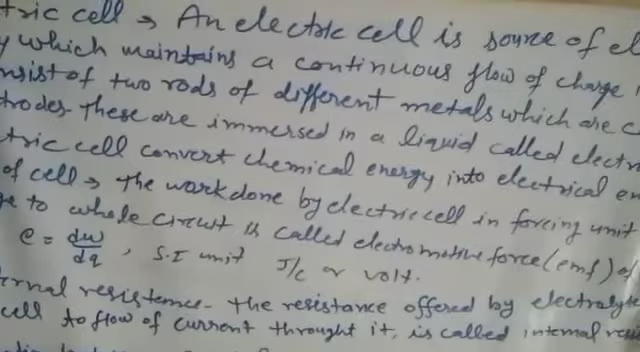 tric cell → An electric cell is source of el
y which maintains a continuous flow of charge
nsist of two rods of different metals which are c
trodes these are immersed in a liquid called electr
tric cell convert chemical energy into electrical en
of cell → the work done by electric cell in forcing unit
ge to whole circuit is called electromotive force (emf) of
e = dw/dq , S.I unit J/C or volt.
ernal resistance - the resistance offered by electrolyte
cell to flow of current throught it, is called internal resis